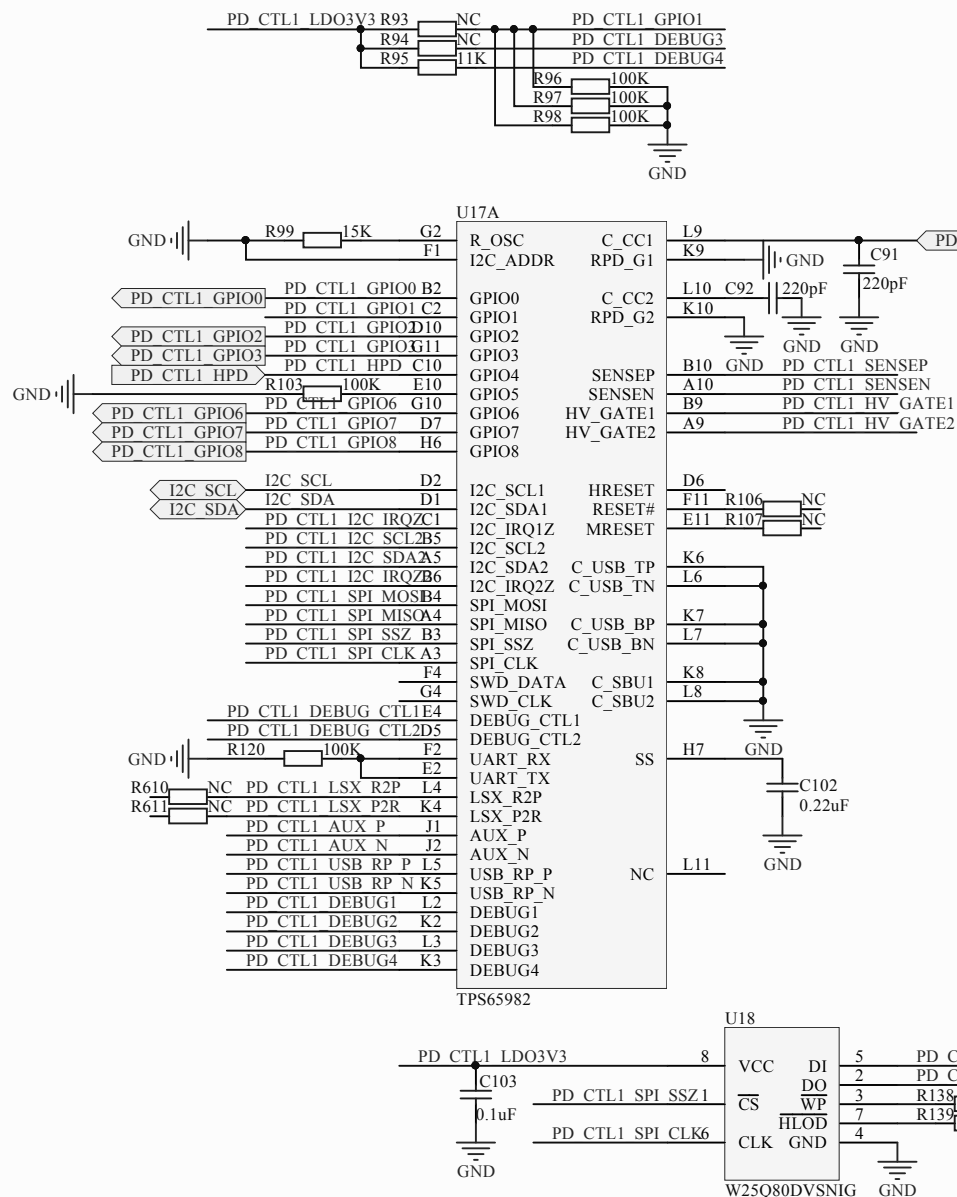 PD_CTL1_LDO3V3 R93 NC PD_CTL1_GPIO1
R94 NC PD_CTL1_DEBUG3
R95 11K PD_CTL1_DEBUG4
R96 100K
R97 100K
R98 100K
GND
U17A
GND R99 15K G2 R_OSC C_CC1 L9 PD
F1 I2C_ADDR RPD_G1 K9 GND C91
220pF
PD_CTL1_GPIO0 PD_CTL1_GPIO0 B2 GPIO0 C_CC2 L10 C92 220pF
PD_CTL1_GPIO1 C2 GPIO1 RPD_G2 K10
PD_CTL1_GPIO2 PD_CTL1_GPIO2 D10 GPIO2
GND GND GND
PD_CTL1_GPIO3 PD_CTL1_GPIO3 G11 GPIO3
PD_CTL1_HPD PD_CTL1_HPD C10 GPIO4 SENSEP B10 PD_CTL1_SENSEP
GND R103 100K E10 GPIO5 SENSEN A10 PD_CTL1_SENSEN
PD_CTL1_GPIO6 PD_CTL1_GPIO6 G10 GPIO6 HV_GATE1 B9 PD_CTL1_HV_GATE1
PD_CTL1_GPIO7 PD_CTL1_GPIO7 D7 GPIO7 HV_GATE2 A9 PD_CTL1_HV_GATE2
PD_CTL1_GPIO8 PD_CTL1_GPIO8 H6 GPIO8
I2C_SCL I2C_SCL D2 I2C_SCL1 HRESET D6
I2C_SDA I2C_SDA D1 I2C_SDA1 RESET# F11 R106 NC
PD_CTL1_I2C_IRQZ C1 I2C_IRQ1Z MRESET E11 R107 NC
PD_CTL1_I2C_SCL2 B5 I2C_SCL2
PD_CTL1_I2C_SDA2 A5 I2C_SDA2 C_USB_TP K6
PD_CTL1_I2C_IRQZ2 B6 I2C_IRQ2Z C_USB_TN L6
PD_CTL1_SPI_MOSI B4 SPI_MOSI
PD_CTL1_SPI_MISO A4 SPI_MISO C_USB_BP K7
PD_CTL1_SPI_SSZ B3 SPI_SSZ C_USB_BN L7
PD_CTL1_SPI_CLK A3 SPI_CLK
F4 SWD_DATA C_SBU1 K8
G4 SWD_CLK C_SBU2 L8
PD_CTL1_DEBUG_CTL1 E4 DEBUG_CTL1
PD_CTL1_DEBUG_CTL2 D5 DEBUG_CTL2
GND
GND R120 100K F2 UART_RX SS H7
E2 UART_TX
R610 NC PD_CTL1_LSX_R2P L4 LSX_R2P C102
R611 NC PD_CTL1_LSX_P2R K4 LSX_P2R 0.22uF
PD_CTL1_AUX_P J1 AUX_P
PD_CTL1_AUX_N J2 AUX_N
GND
PD_CTL1_USB_RP_P L5 USB_RP_P NC L11
PD_CTL1_USB_RP_N K5 USB_RP_N
PD_CTL1_DEBUG1 L2 DEBUG1
PD_CTL1_DEBUG2 K2 DEBUG2
PD_CTL1_DEBUG3 L3 DEBUG3
PD_CTL1_DEBUG4 K3 DEBUG4
TPS65982
U18
PD_CTL1_LDO3V3 8 VCC DI 5 PD_C
C103 DO 2 PD_C
0.1uF PD_CTL1_SPI_SSZ 1 CS WP 3 R138
HLOD 7 R139
PD_CTL1_SPI_CLK 6 CLK GND 4
GND
W25Q80DVSNIG GND